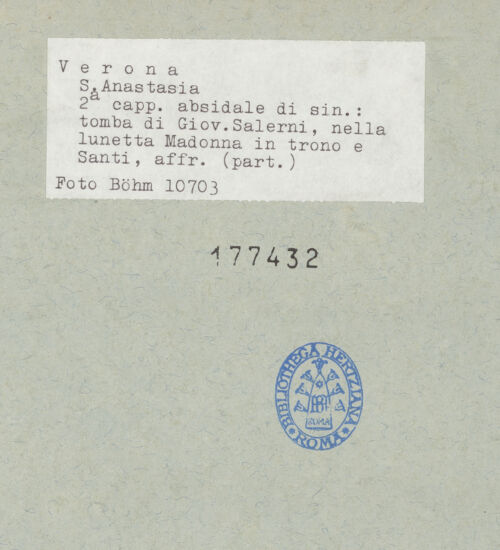 V e r o n a
S.Anastasia
2ª capp. absidale di sin.:
tomba di Giov.Salerni, nella
lunetta Madonna in trono e
Santi, affr. (part.)
Foto Böhm 10703
177432
BIBLIOTHECA HERTZIANA
ROMA
ROMA